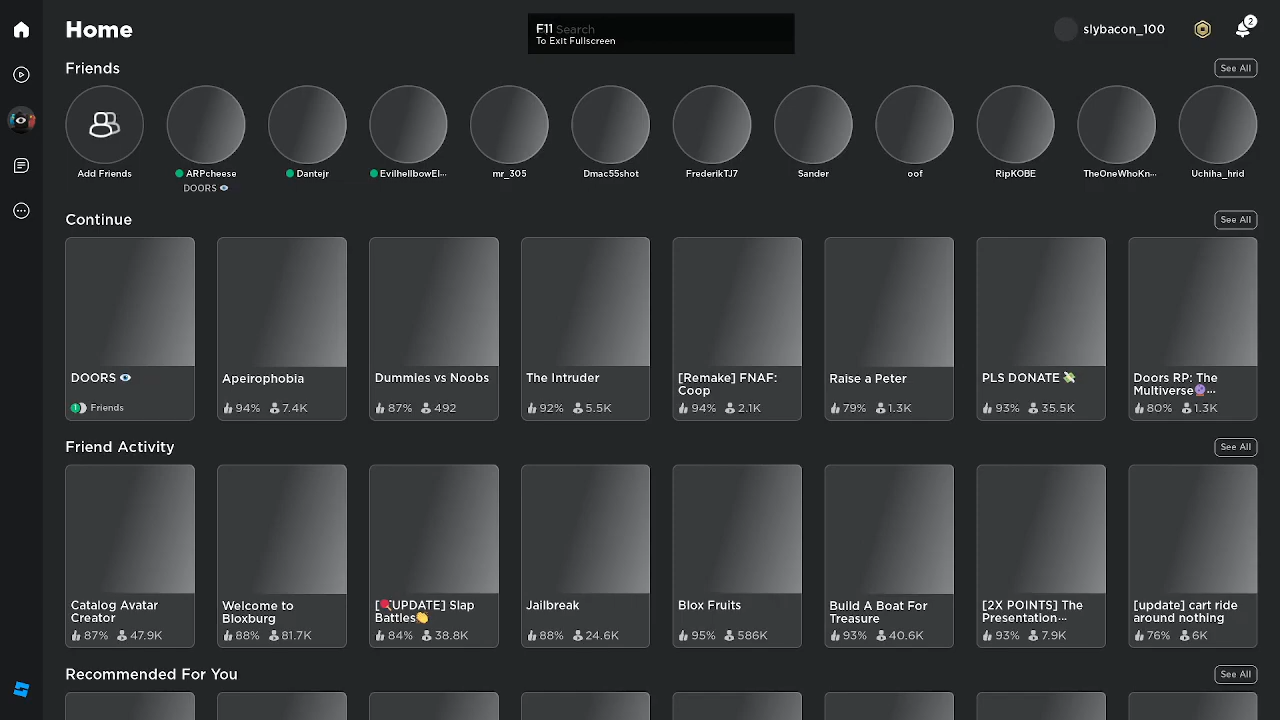 Home
F11 Search
To Exit Fullscreen
slybacon_100
2
Friends
See All
Add Friends
ARPcheese
DOORS 👁️
Dantejr
EvilhellbowEl...
mr_305
Dmac55shot
FrederikTJ7
Sander
oof
RipKOBE
TheOneWhoKn...
Uchiha_hrid
Continue
See All
DOORS 👁️
1 Friends
Apeirophobia
94% 7.4K
Dummies vs Noobs
87% 492
The Intruder
92% 5.5K
[Remake] FNAF:
Coop
94% 2.1K
Raise a Peter
79% 1.3K
PLS DONATE 💸
93% 35.5K
Doors RP: The
Multiverse🔮...
80% 1.3K
Friend Activity
See All
Catalog Avatar
Creator
87% 47.9K
Welcome to
Bloxburg
88% 81.7K
UPDATE] Slap
Battles👏
84% 38.8K
Jailbreak
88% 24.6K
Blox Fruits
95% 586K
Build A Boat For
Treasure
93% 40.6K
[2X POINTS] The
Presentation...
93% 7.9K
[update] cart ride
around nothing
76% 6K
Recommended For You
See All